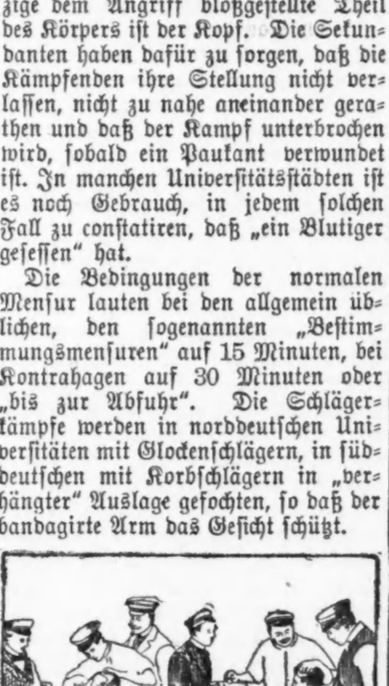 zige dem Angriff bloßgestellte Theil
des Körpers ist der Kopf. Die Sekun-
danten haben dafür zu sorgen, daß die
Kämpfenden ihre Stellung nicht ver-
lassen, nicht zu nahe aneinander gera-
then und daß der Kampf unterbrochen
wird, sobald ein Paukant verwundet
ist. In manchen Universitätsstädten ist
es noch Gebrauch, in jedem solchen
Fall zu constatiren, daß „ein Blutiger
gesessen“ hat.
Die Bedingungen der normalen
Mensur lauten bei den allgemein üb-
lichen, den sogenannten „Bestim-
mungsmensuren“ auf 15 Minuten, bei
Kontrahagen auf 30 Minuten oder
„bis zur Abfuhr“. Die Schläger-
kämpfe werden in norddeutschen Uni-
versitäten mit Glockenschlägern, in süd-
deutschen mit Korbschlägern in „ver-
hängter“ Auslage gefochten, so daß der
bandagirte Arm das Gesicht schützt.